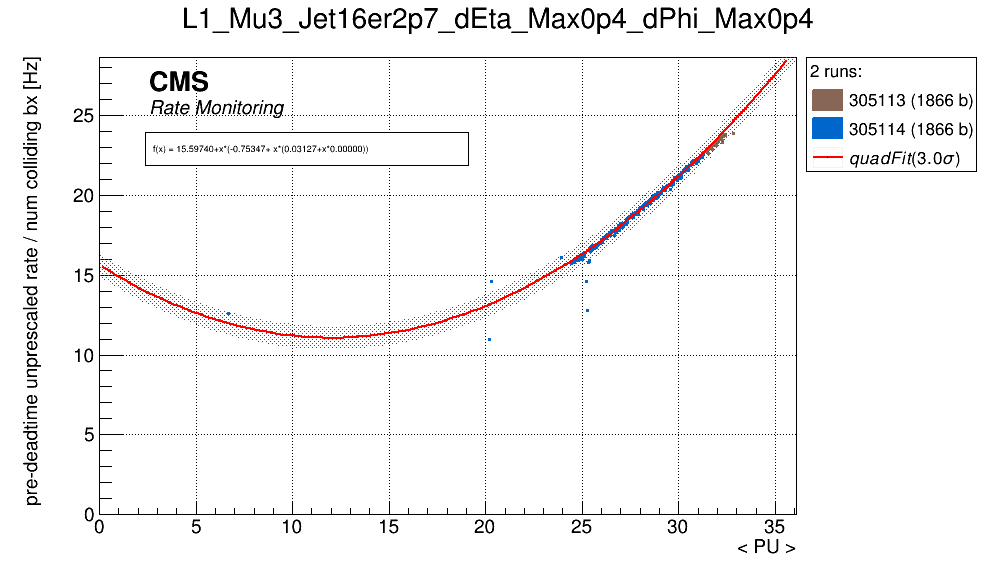 L1_Mu3_Jet16er2p7_dEta_Max0p4_dPhi_Max0p4
pre-deadtime unprescaled rate / num colliding bx [Hz]
CMS
Rate Monitoring
f(x) = 15.59740+x*(-0.75347+ x*(0.03127+x*0.00000))
2 runs:
305113 (1866 b)
305114 (1866 b)
quadFit(3.0σ)
25
20
15
10
5
0
0 5 10 15 20 25 30 35
< PU >